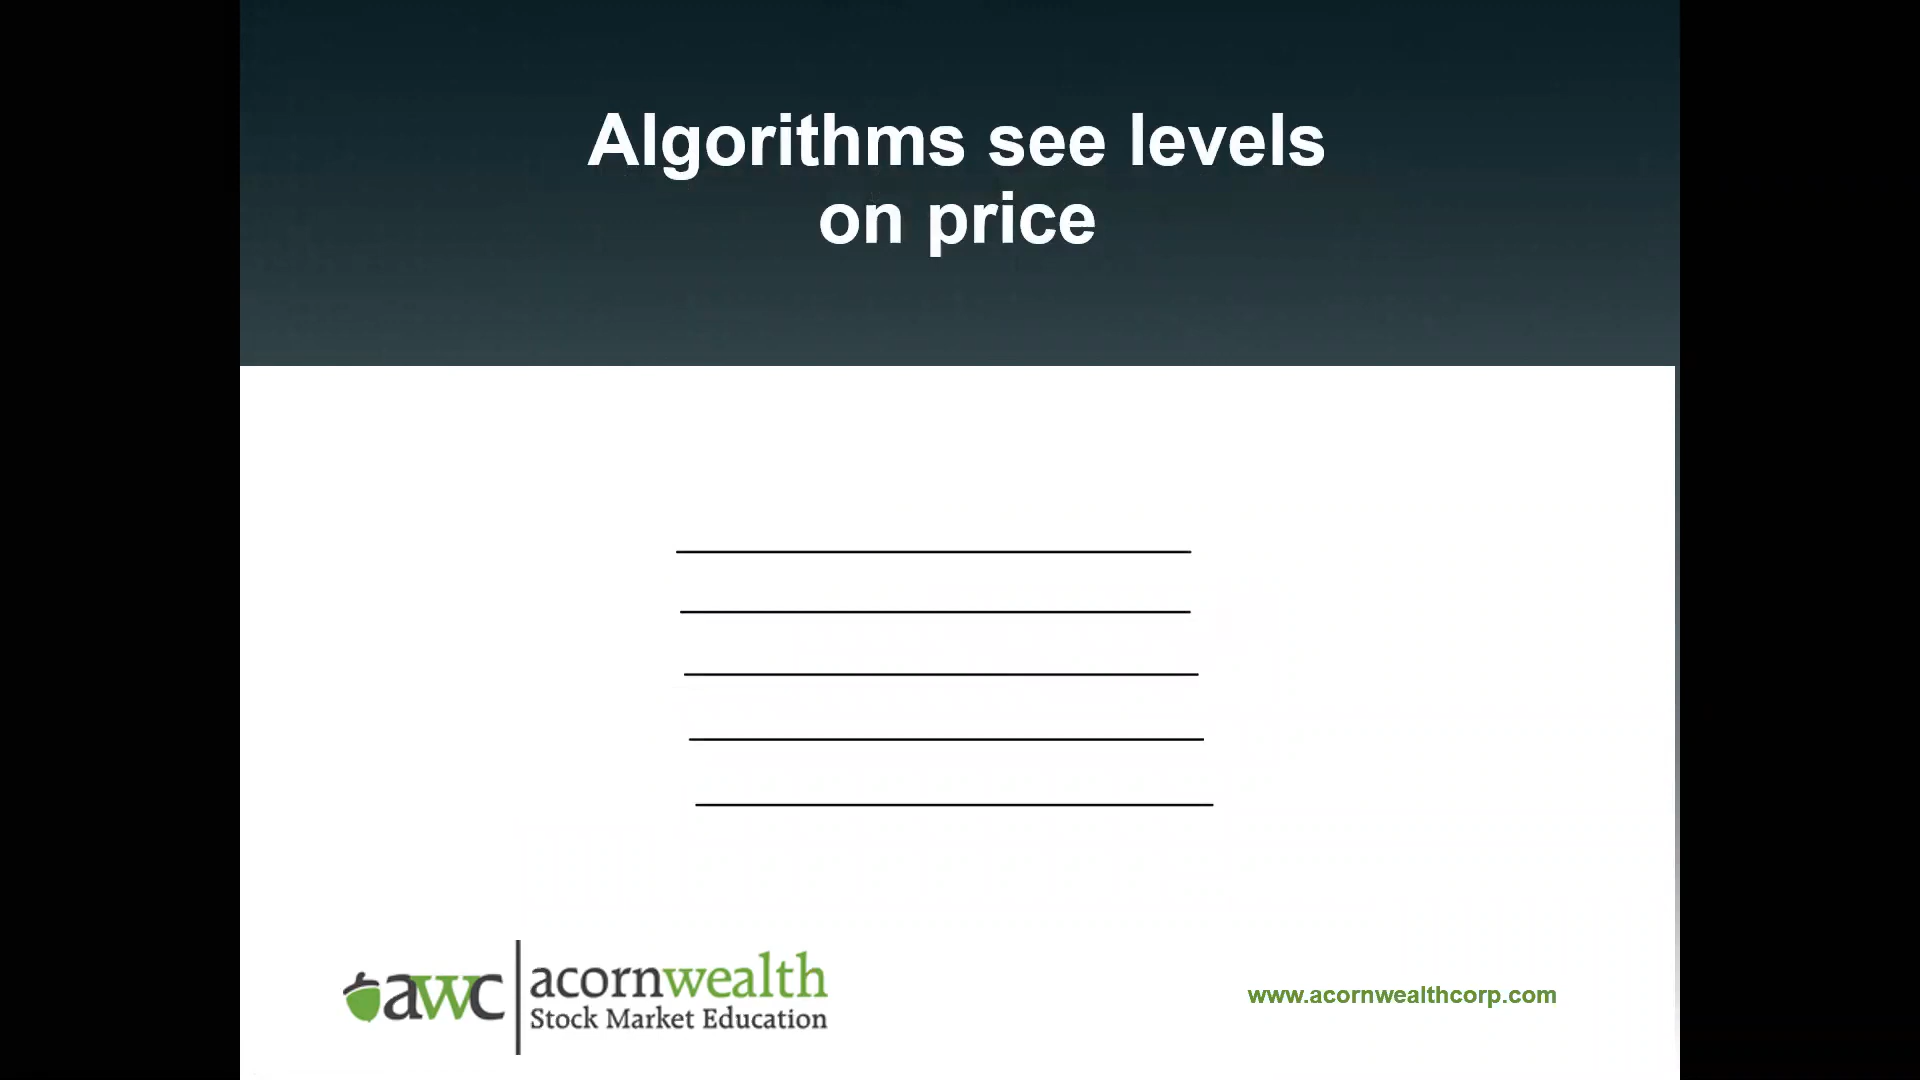 Algorithms see levels
on price
awc
acornwealth
Stock Market Education
www.acornwealthcorp.com